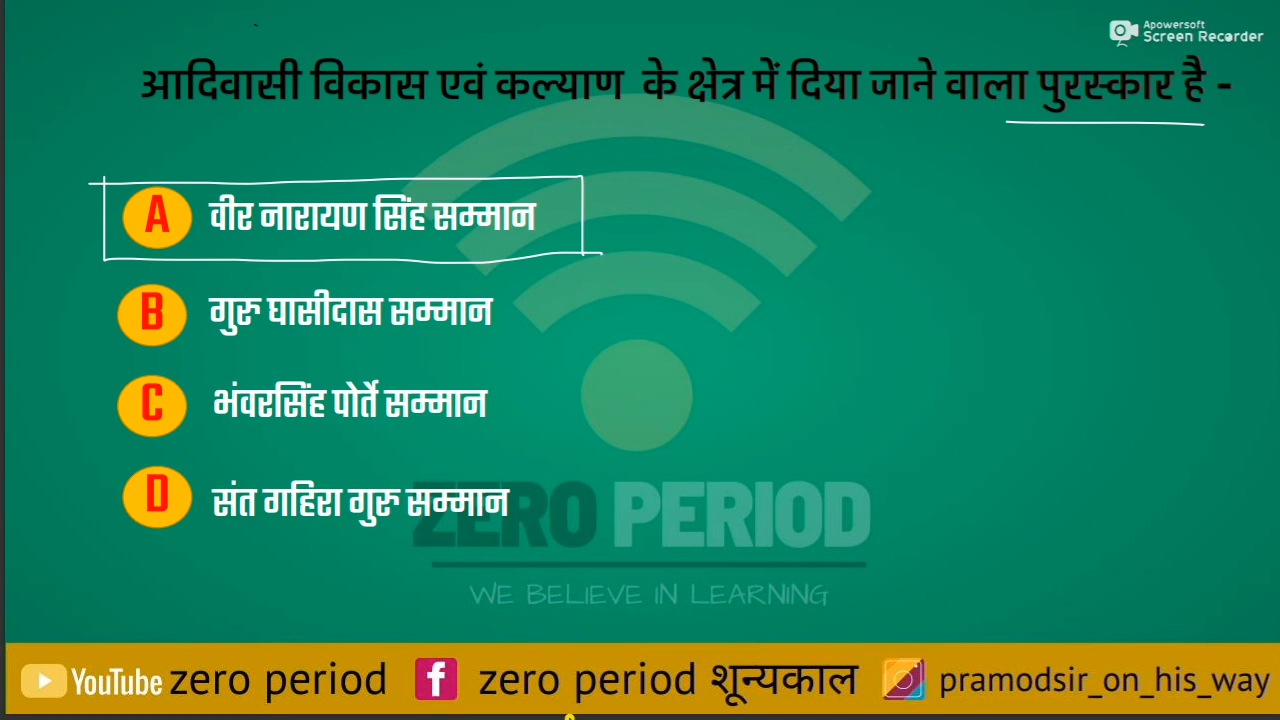 Apowersoft
Screen Recorder
आदिवासी विकास एवं कल्याण के क्षेत्र में दिया जाने वाला पुरस्कार है -
A वीर नारायण सिंह सम्मान
B गुरु घासीदास सम्मान
C भंवरसिंह पोर्ते सम्मान
D संत गहिरा गुरु सम्मान
ZERO PERIOD
WE BELIEVE IN LEARNING
YouTube zero period f zero period शून्यकाल pramodsir_on_his_way